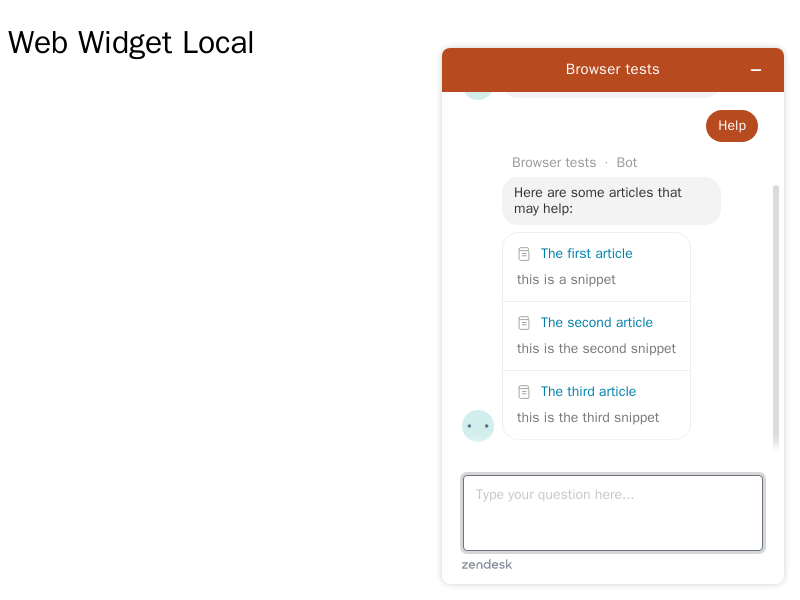 Web Widget Local
Browser tests
Help
Browser tests · Bot
Here are some articles that
may help:
The first article
this is a snippet
The second article
this is the second snippet
The third article
this is the third snippet
Type your question here...
zendesk